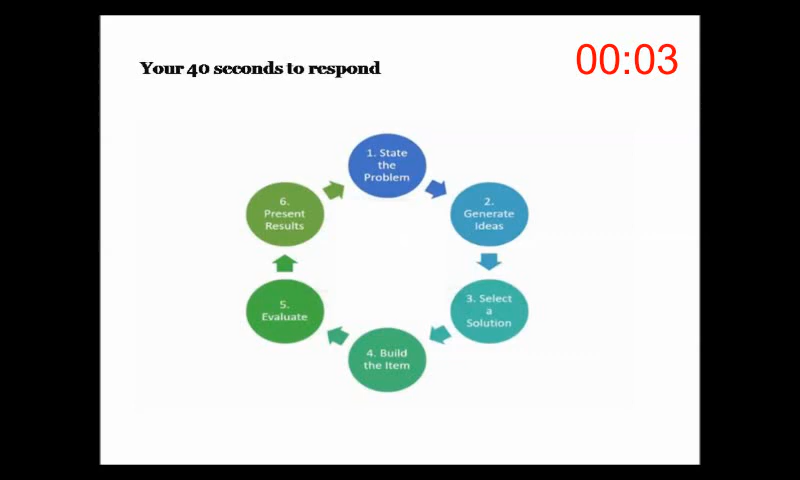 Your 40 seconds to respond
00:03
1. State
the
Problem
2.
Generate
Ideas
3. Select
a
Solution
4. Build
the Item
5.
Evaluate
6.
Present
Results